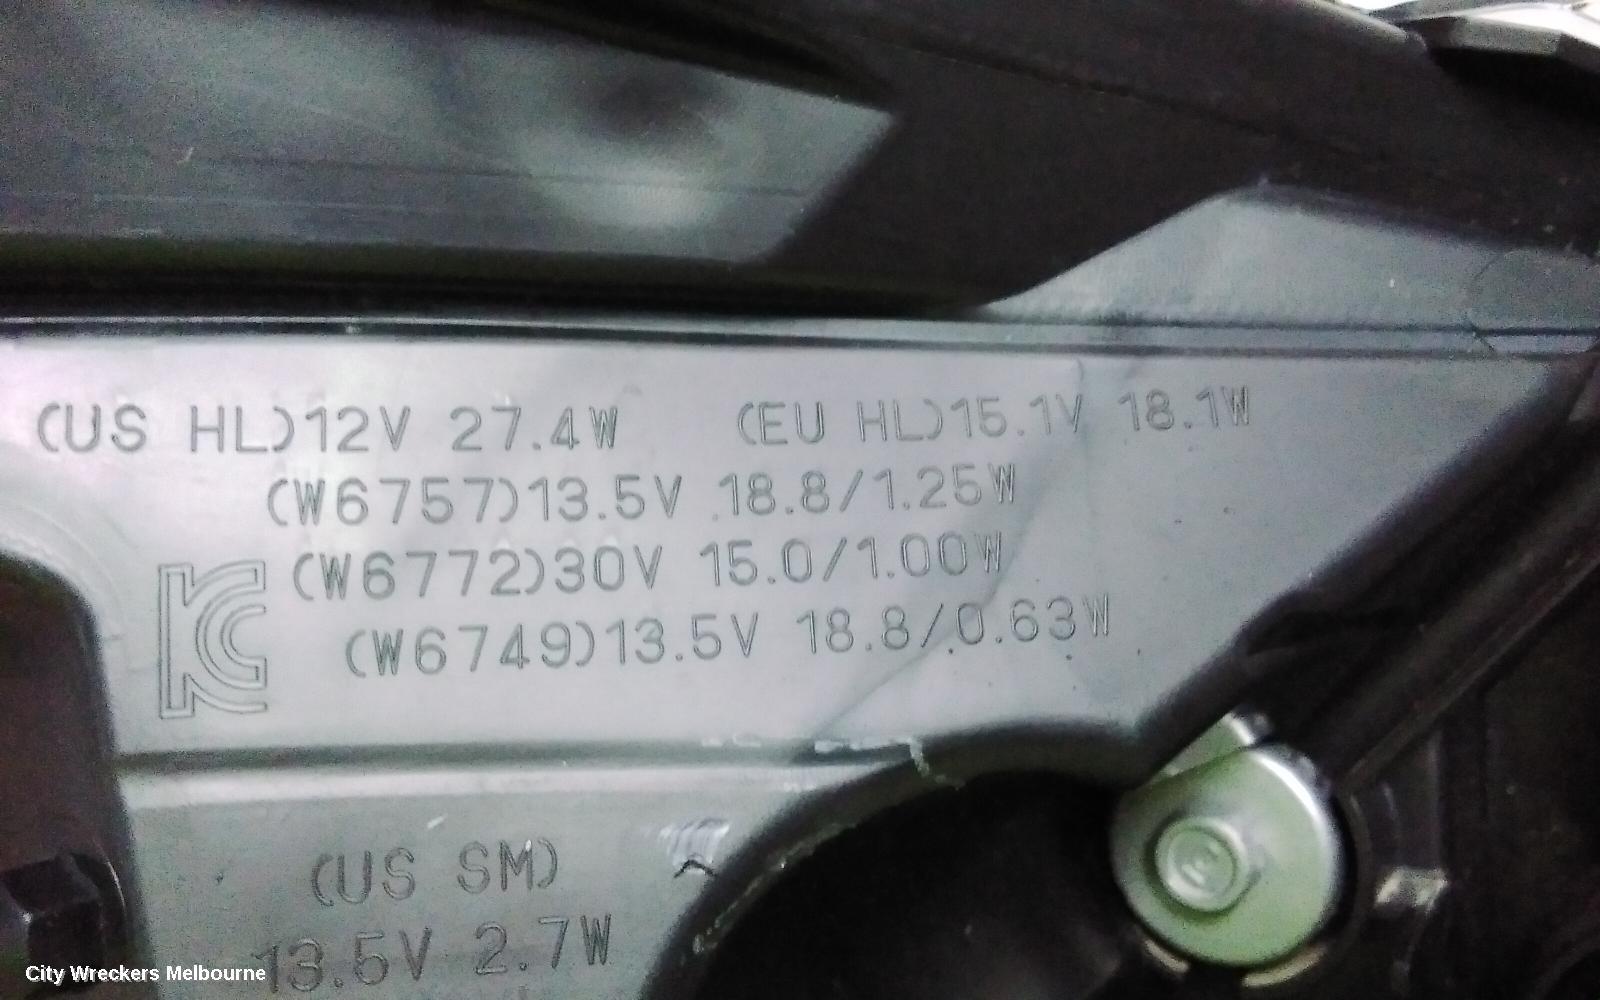 (US HL)12V 27.4W (EU HL)15.1V 18.1W
(W6757)13.5V 18.8/1.25W
(W6772)30V 15.0/1.00W
(W6749)13.5V 18.8/0.63W
KC
(US SM)
13.5V 2.7W
City Wreckers Melbourne